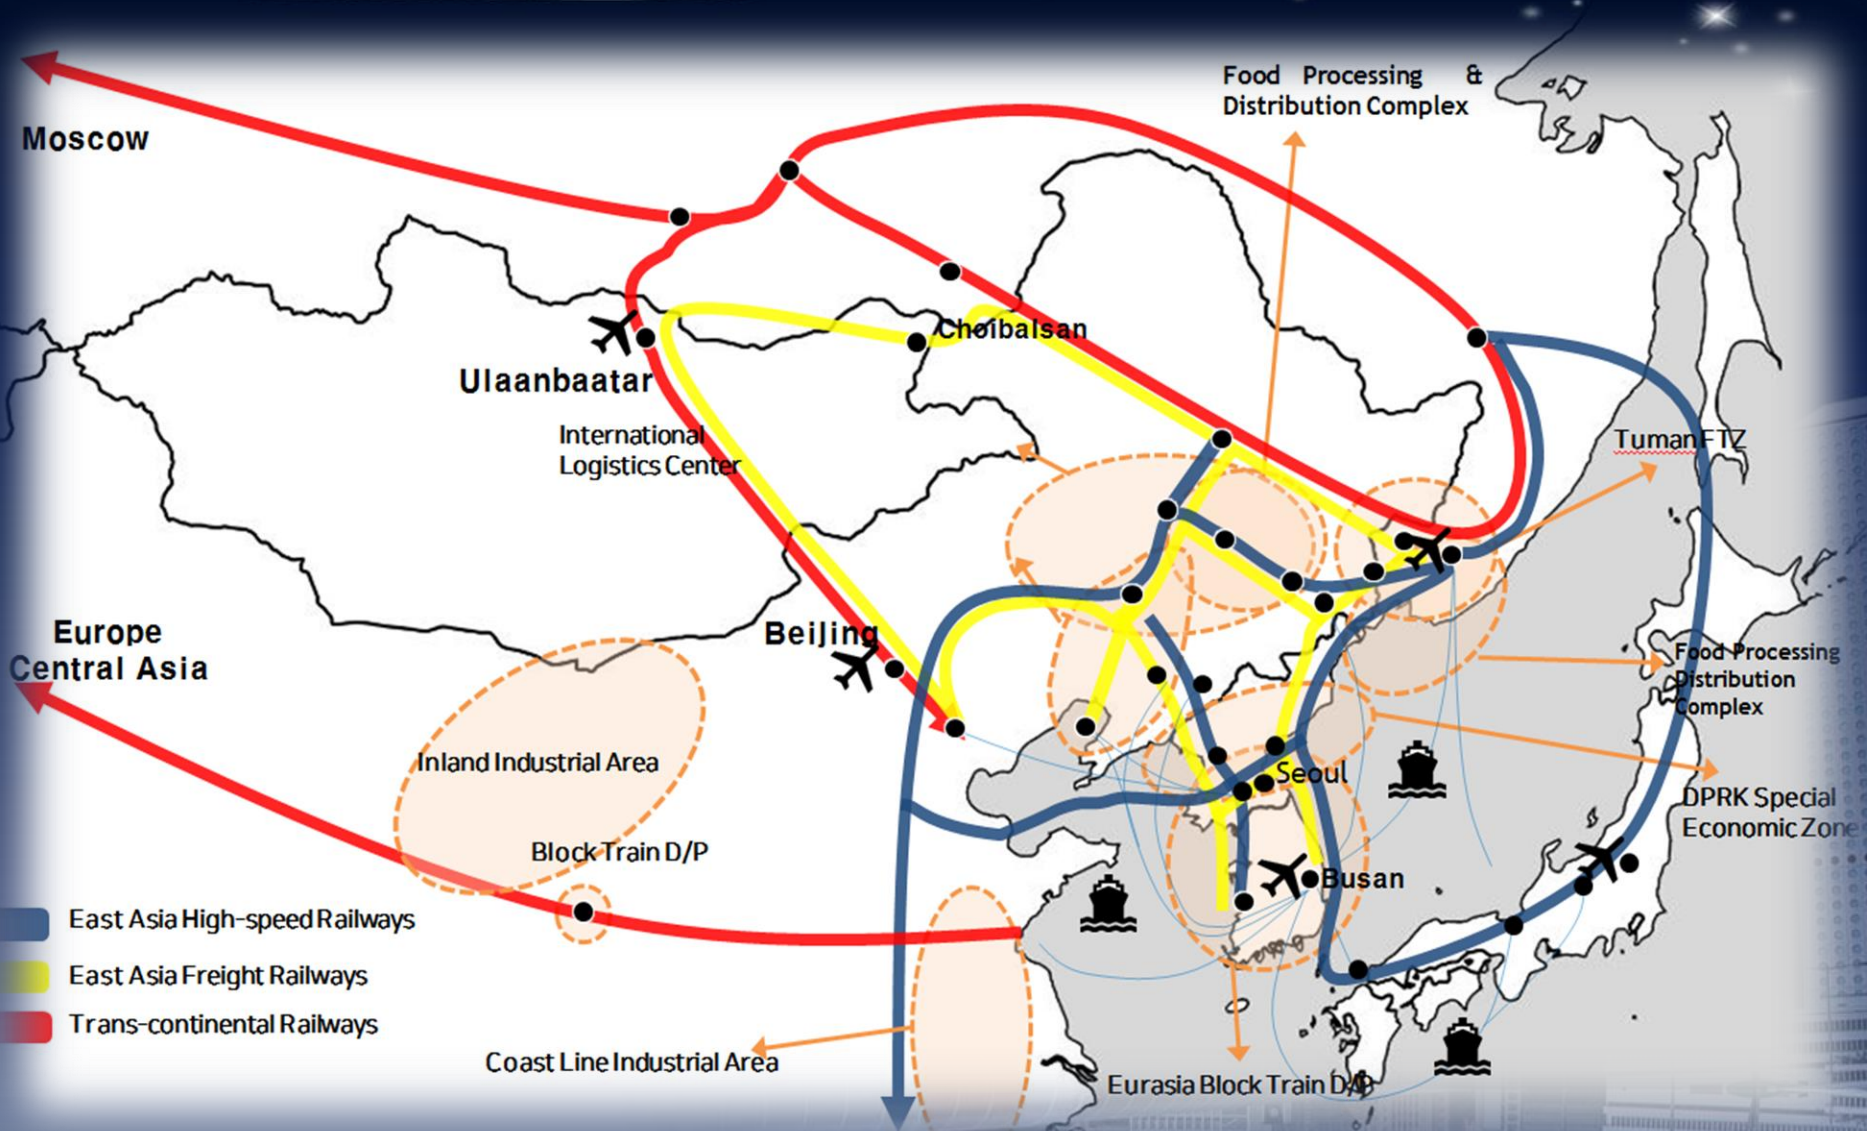 Food Processing &
Distribution Complex
Moscow
Choibalsan
Ulaanbaatar
International
Logistics Center
Tuman FTZ
Europe
Central Asia
BeiJing
Food Processing
Distribution
Complex
Inland Industrial Area
Seoul
DPRK Special
Economic Zone
Block Train D/P
Busan
East Asia High-speed Railways
East Asia Freight Railways
Trans-continental Railways
Coast Line Industrial Area
Eurasia Block Train D/P